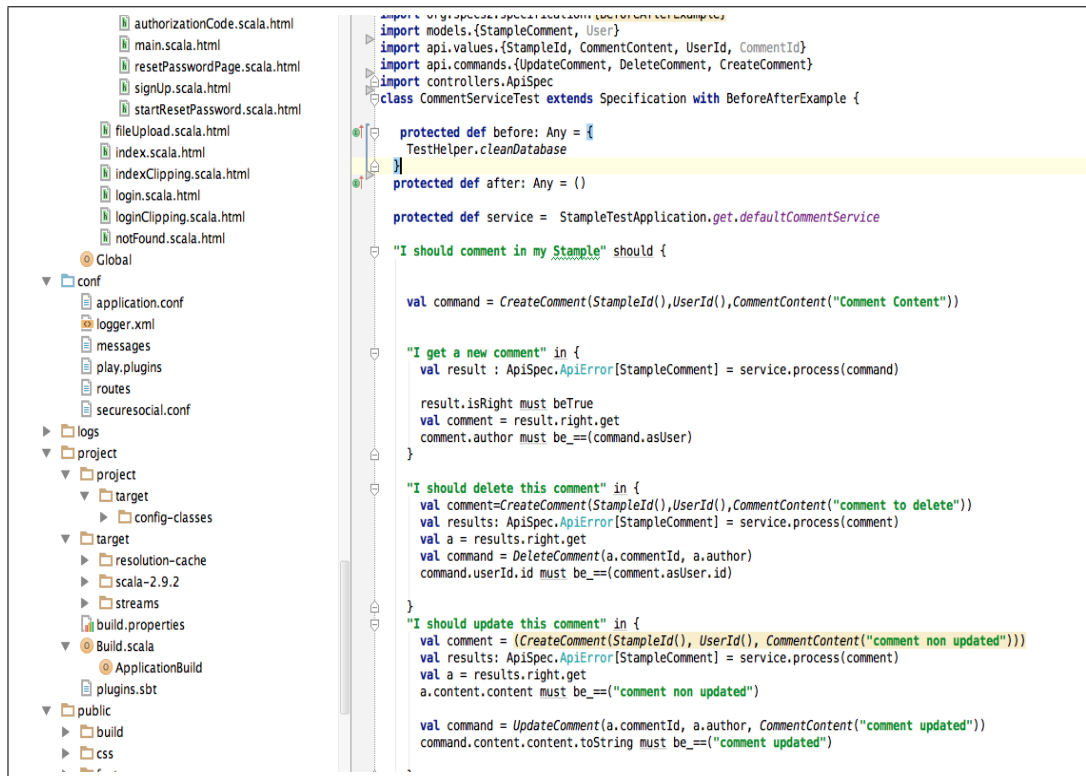 authorizationCode.scala.html
main.scala.html
resetPasswordPage.scala.html
signUp.scala.html
startResetPassword.scala.html
fileUpload.scala.html
index.scala.html
indexClipping.scala.html
login.scala.html
loginClipping.scala.html
notFound.scala.html
Global
conf
application.conf
logger.xml
messages
play.plugins
routes
securesocial.conf
logs
project
project
target
config-classes
target
resolution-cache
scala-2.9.2
streams
build.properties
Build.scala
ApplicationBuild
plugins.sbt
public
build
css
import org.specs2.specification.{BeforeAfterExample}
import models.{StampleComment, User}
import api.values.{StampleId, CommentContent, UserId, CommentId}
import api.commands.{UpdateComment, DeleteComment, CreateComment}
import controllers.ApiSpec
class CommentServiceTest extends Specification with BeforeAfterExample {
protected def before: Any = {
TestHelper.cleanDatabase
}
protected def after: Any = ()
protected def service =  StampleTestApplication.get.defaultCommentService
"I should comment in my Stample" should {
val command = CreateComment(StampleId(),UserId(),CommentContent("Comment Content"))
"I get a new comment" in {
val result : ApiSpec.ApiError[StampleComment] = service.process(command)
result.isRight must beTrue
val comment = result.right.get
comment.author must be_==(command.asUser)
}
"I should delete this comment" in {
val comment=CreateComment(StampleId(),UserId(),CommentContent("comment to delete"))
val results: ApiSpec.ApiError[StampleComment] = service.process(comment)
val a = results.right.get
val command = DeleteComment(a.commentId, a.author)
command.userId.id must be_==(comment.asUser.id)
}
"I should update this comment" in {
val comment = (CreateComment(StampleId(), UserId(), CommentContent("comment non updated")))
val results: ApiSpec.ApiError[StampleComment] = service.process(comment)
val a = results.right.get
a.content.content must be_==("comment non updated")
val command = UpdateComment(a.commentId, a.author, CommentContent("comment updated"))
command.content.content.toString must be_==("comment updated")